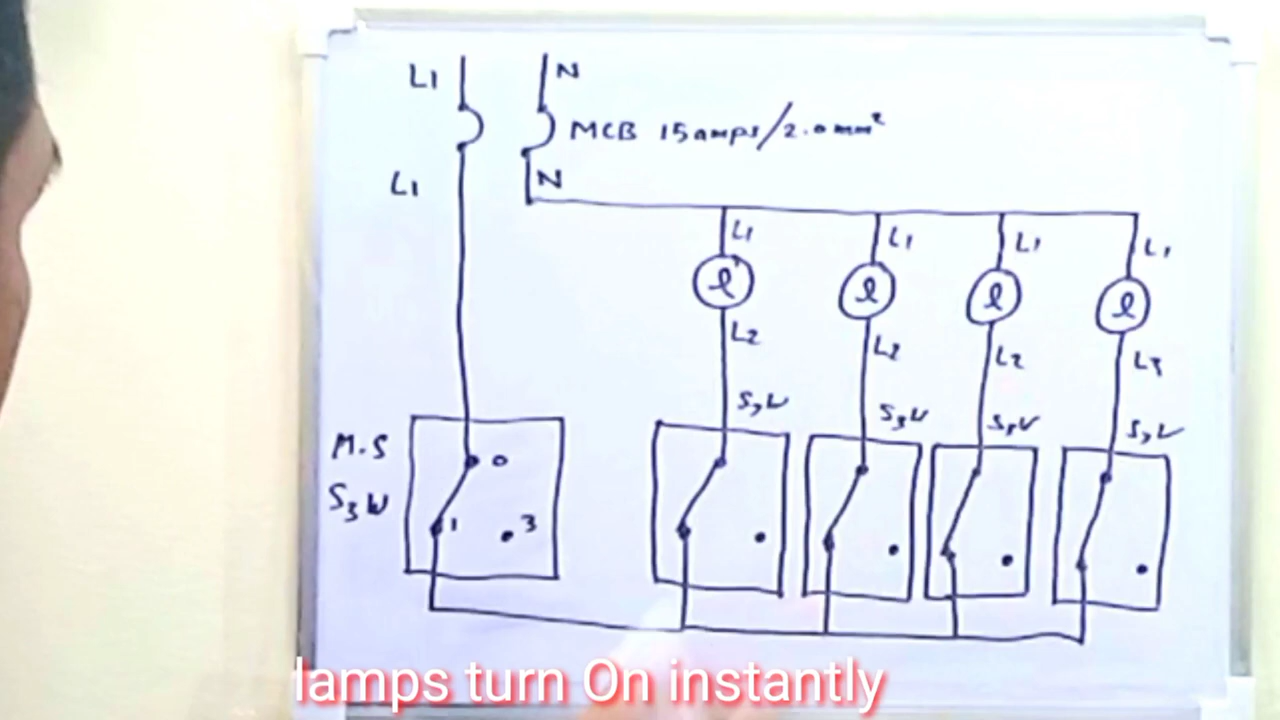 L1 N
MCB 15amps/2.0mm²
L1 N
L1 L1 L1 L1
L2 L2 L2
M.S
S3W
S3W
0
1 3
lamps turn On instantly